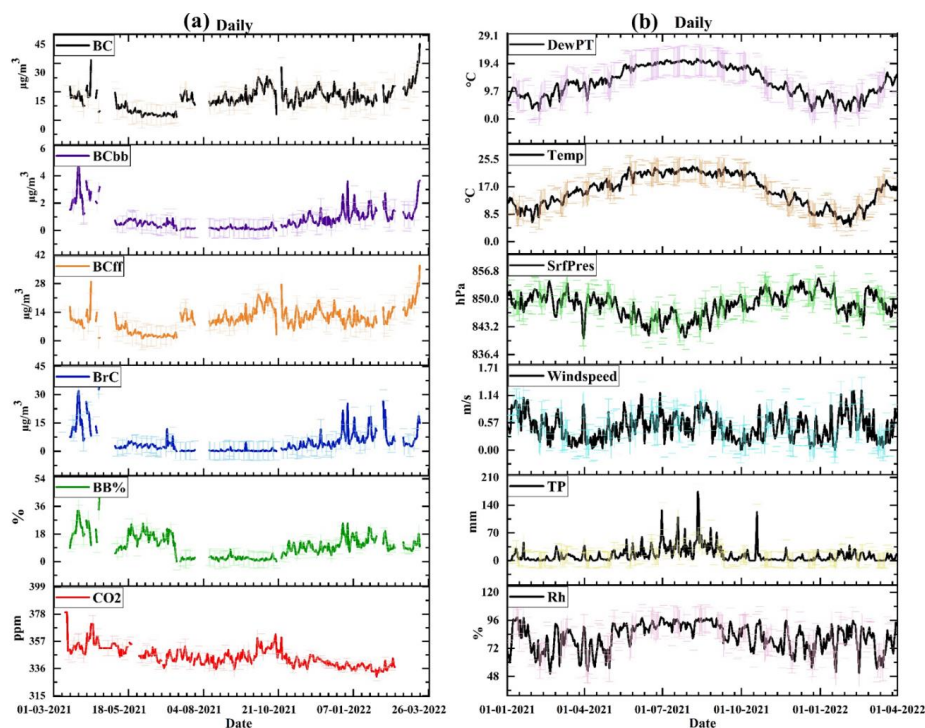 (a) Daily
45
30
15
0
µg/m³
BC
6
4
2
0
µg/m³
BCbb
42
28
14
0
µg/m³
BCff
45
30
15
0
µg/m³
BrC
54
36
18
0
%
BB%
399
378
357
336
315
ppm
CO2
01-03-2021 18-05-2021 04-08-2021 21-10-2021 07-01-2022 26-03-2022
Date
(b) Daily
29.1
19.4
9.7
0.0
°C
DewPT
25.5
17.0
8.5
0.0
°C
Temp
856.8
850.0
843.2
836.4
hPa
SrfPres
1.71
1.14
0.57
0.00
m/s
Windspeed
210
140
70
0
mm
TP
120
96
72
48
%
Rh
01-01-2021 01-04-2021 01-07-2021 01-10-2021 01-01-2022 01-04-2022
Date